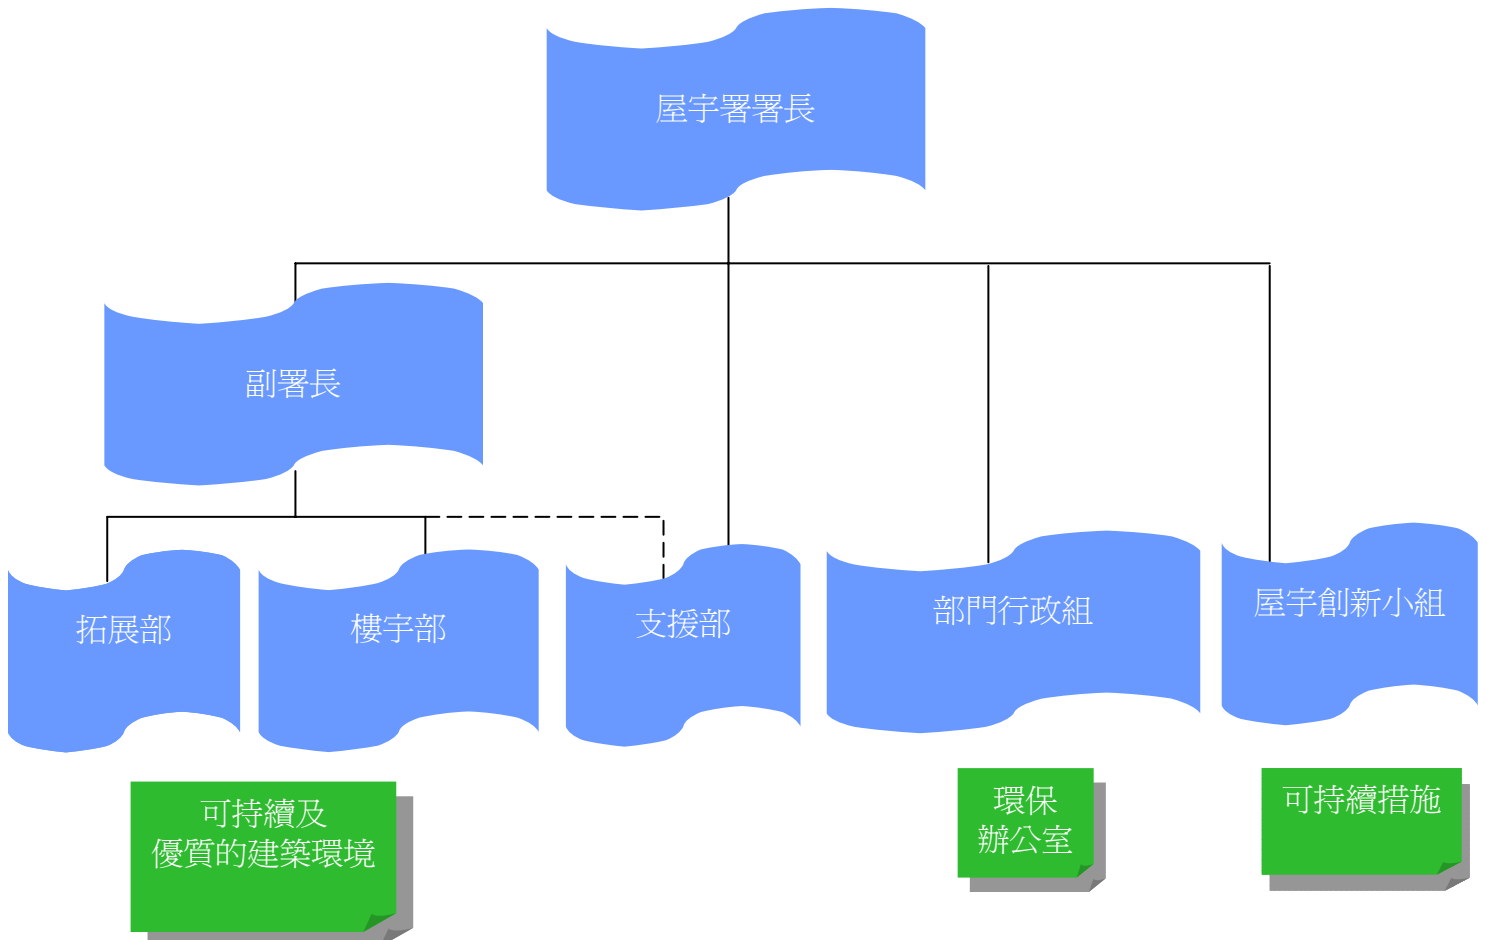 屋宇署署長
副署長
拓展部
樓宇部
支援部
部門行政組
屋宇創新小組
可持續及
優質的建築環境
環保
辦公室
可持續措施